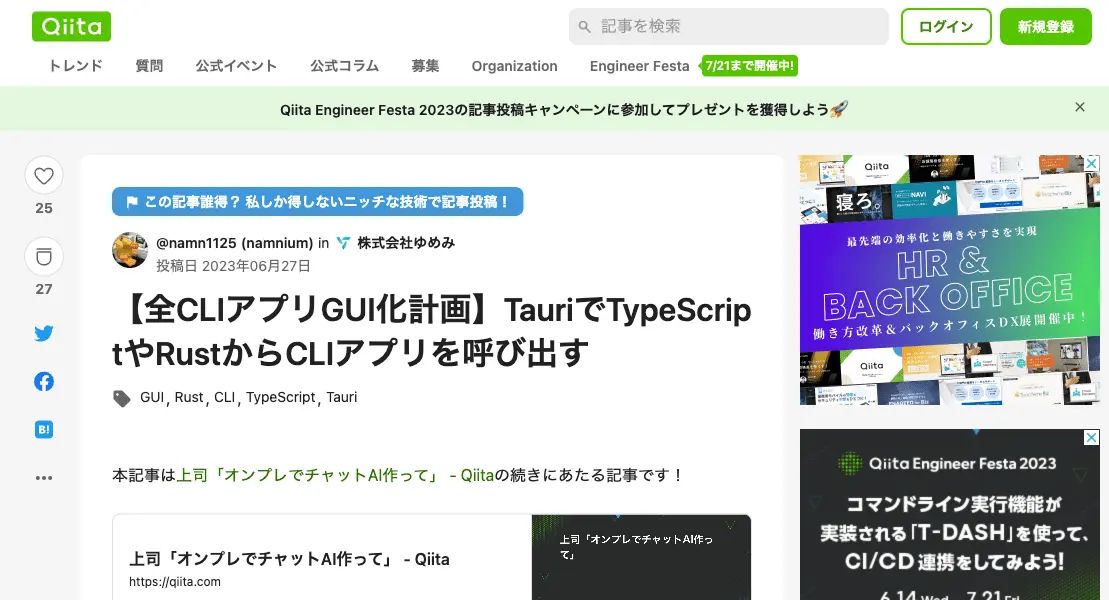 Qiita
記事を検索
ログイン
新規登録
トレンド 質問 公式イベント 公式コラム 募集 Organization Engineer Festa 7/21まで開催中!
Qiita Engineer Festa 2023の記事投稿キャンペーンに参加してプレゼントを獲得しよう🚀
25
27
B!
この記事誰得？ 私しか得しないニッチな技術で記事投稿！
@namn1125 (namnium) in 株式会社ゆめみ
投稿日 2023年06月27日
【全CLIアプリGUI化計画】TauriでTypeScrip
tやRustからCLIアプリを呼び出す
GUI, Rust, CLI, TypeScript, Tauri
本記事は上司「オンプレでチャットAI作って」 - Qiitaの続きにあたる記事です！
上司「オンプレでチャットAI作って」 - Qiita
https://qiita.com
上司「オンプレでチャットAI作っ
て」
Qiita
寝ろ。
NAVI
最先端の効率化と働きやすさを実現
HR &
BACK OFFICE
働き方改革&バックオフィスDX展開催中！
Qiita
Qiita Engineer Festa 2023
コマンドライン実行機能が
実装される「T-DASH」を使って、
CI/CD 連携をしてみよう!
6.14 Wed 7.21 Fri